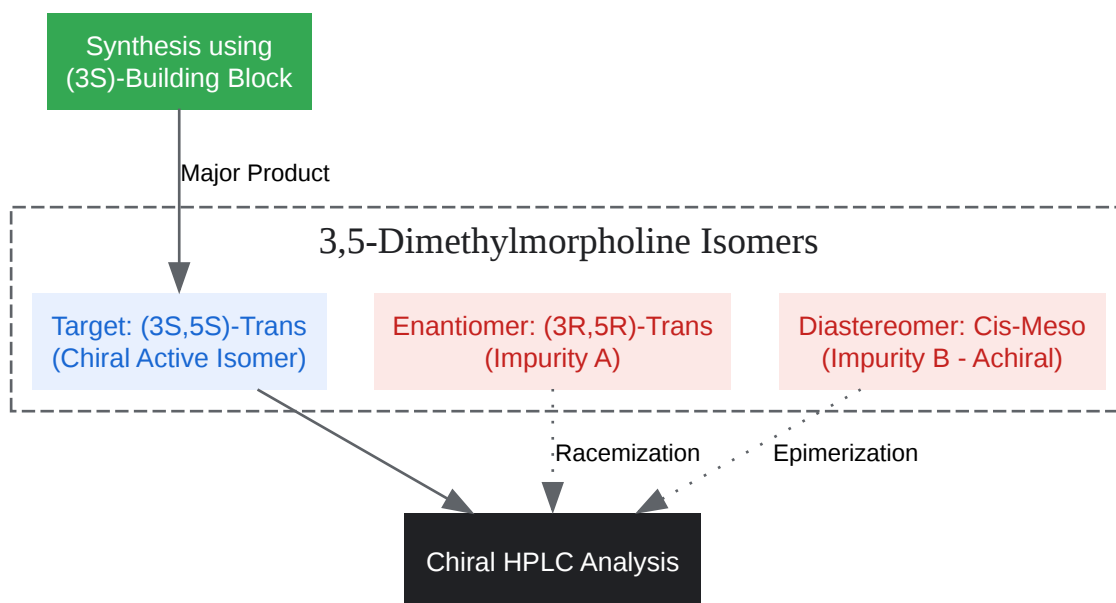 Synthesis using
(3S)-Building Block
Major Product
3,5-Dimethylmorpholine Isomers
Target: (3S,5S)-Trans
(Chiral Active Isomer)
Enantiomer: (3R,5R)-Trans
(Impurity A)
Diastereomer: Cis-Meso
(Impurity B - Achiral)
Racemization
Epimerization
Chiral HPLC Analysis